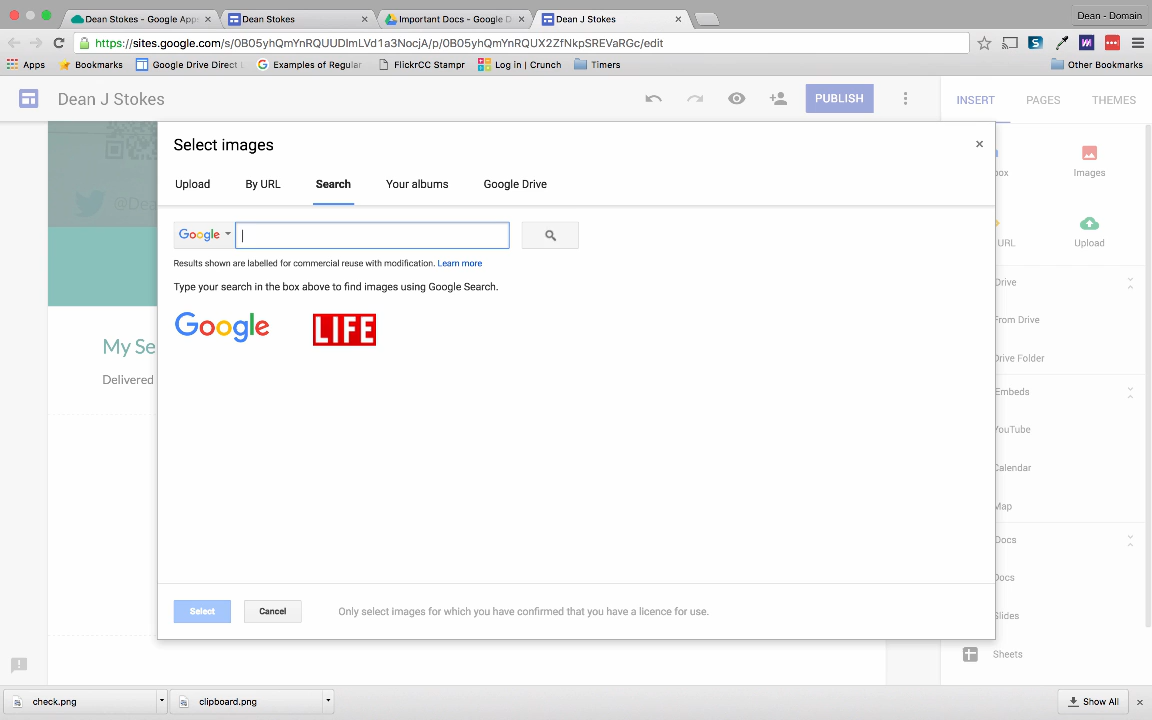 Dean Stokes - Google Apps
Dean Stokes
Important Docs - Google D
Dean J Stokes
Dean - Domain
https://sites.google.com/s/0B05yhQmYnRQUUDlmLVd1a3NocjA/p/0B05yhQmYnRQUX2ZfNkpSREVaRGc/edit
Apps
Bookmarks
Google Drive Direct
Examples of Regular
FlickrCC Stampr
Log in | Crunch
Timers
Other Bookmarks
Dean J Stokes
PUBLISH
INSERT
PAGES
THEMES
Select images
Upload
By URL
Search
Your albums
Google Drive
Google
Results shown are labelled for commercial reuse with modification. Learn more
Type your search in the box above to find images using Google Search.
Google
LIFE
Select
Cancel
Only select images for which you have confirmed that you have a licence for use.
@Dea
My Se
Delivered
box
Images
URL
Upload
Drive
From Drive
Drive Folder
Embeds
YouTube
Calendar
Map
Docs
Docs
Slides
Sheets
check.png
clipboard.png
Show All